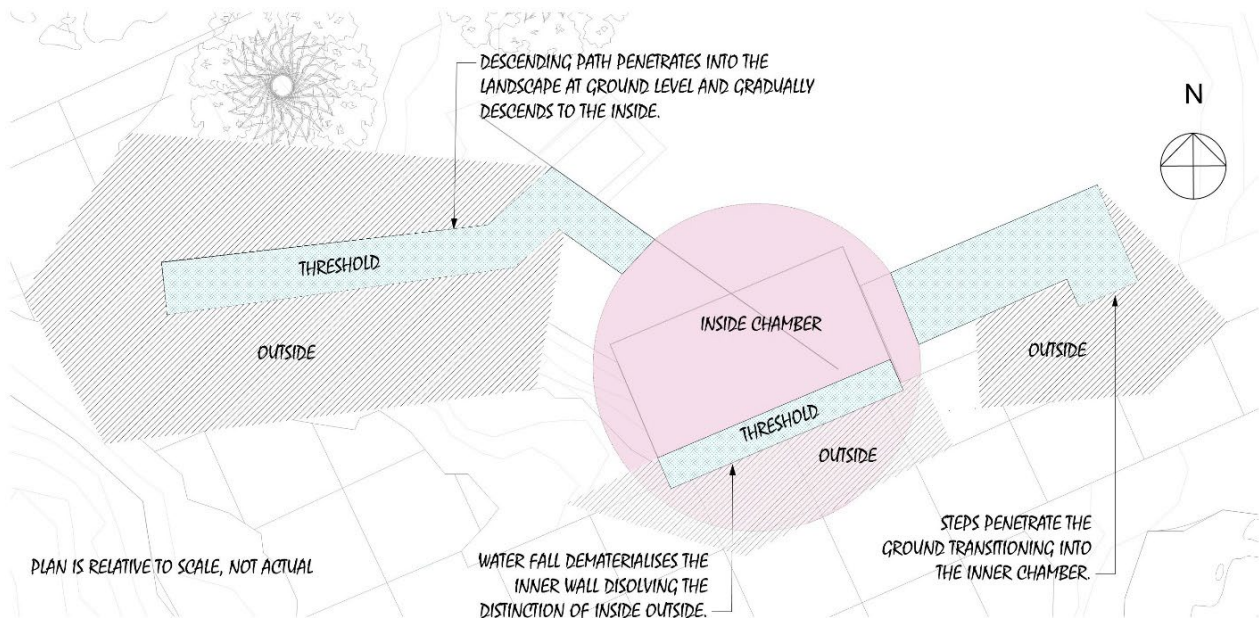 DESCENDING PATH PENETRATES INTO THE
LANDSCAPE AT GROUND LEVEL AND GRADUALLY
DESCENDS TO THE INSIDE.
N
THRESHOLD
INSIDE CHAMBER
OUTSIDE
OUTSIDE
THRESHOLD
OUTSIDE
STEPS PENETRATE THE
GROUND TRANSITIONING INTO
THE INNER CHAMBER.
PLAN IS RELATIVE TO SCALE, NOT ACTUAL
WATER FALL DEMATERIALISES THE
INNER WALL DISOLVING THE
DISTINCTION OF INSIDE OUTSIDE.